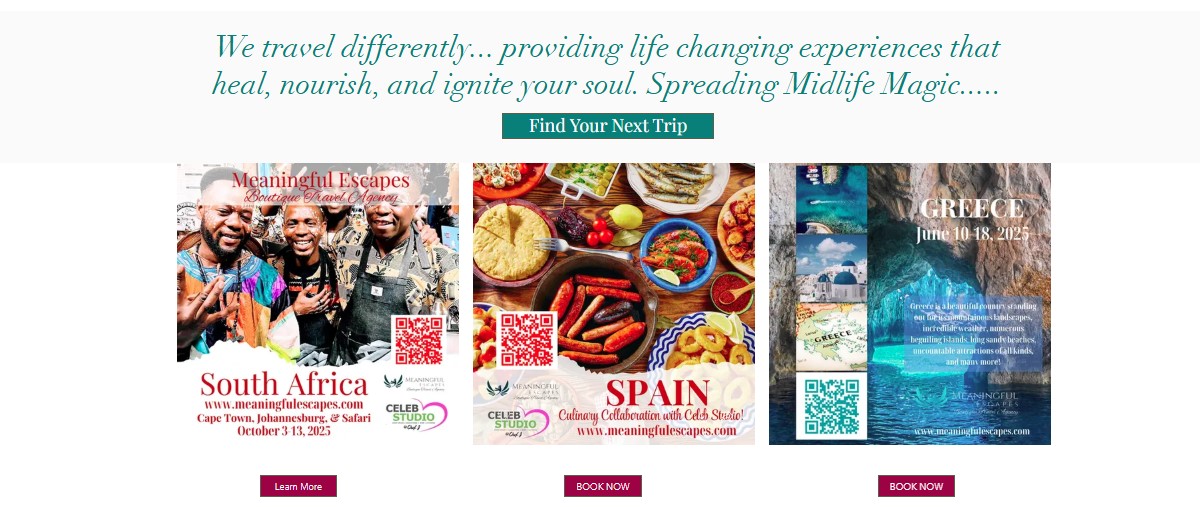 We travel differently... providing life changing experiences that
heal, nourish, and ignite your soul. Spreading Midlife Magic.....
Find Your Next Trip
Meaningful Escapes
Boutique Travel Agency
South Africa
www.meaningfulescapes.com
Cape Town, Johannesburg, & Safari
October 3-13, 2025
MEANINGFUL
ESCAPES
CELEB
STUDIO
Learn More
MEANINGFUL
ESCAPES
CELEB
STUDIO
SPAIN
Culinary Collaboration with Celeb Studio!
www.meaningfulescapes.com
BOOK NOW
GREECE
June 10-18, 2025
Greece is a beautiful country standing
out for its mountainous landscapes,
incredible weather, numerous
beguiling islands, long sandy beaches,
uncountable attractions of all kinds,
and many more!
GREECE
MEANINGFUL
ESCAPES
www.meaningfulescapes.com
BOOK NOW